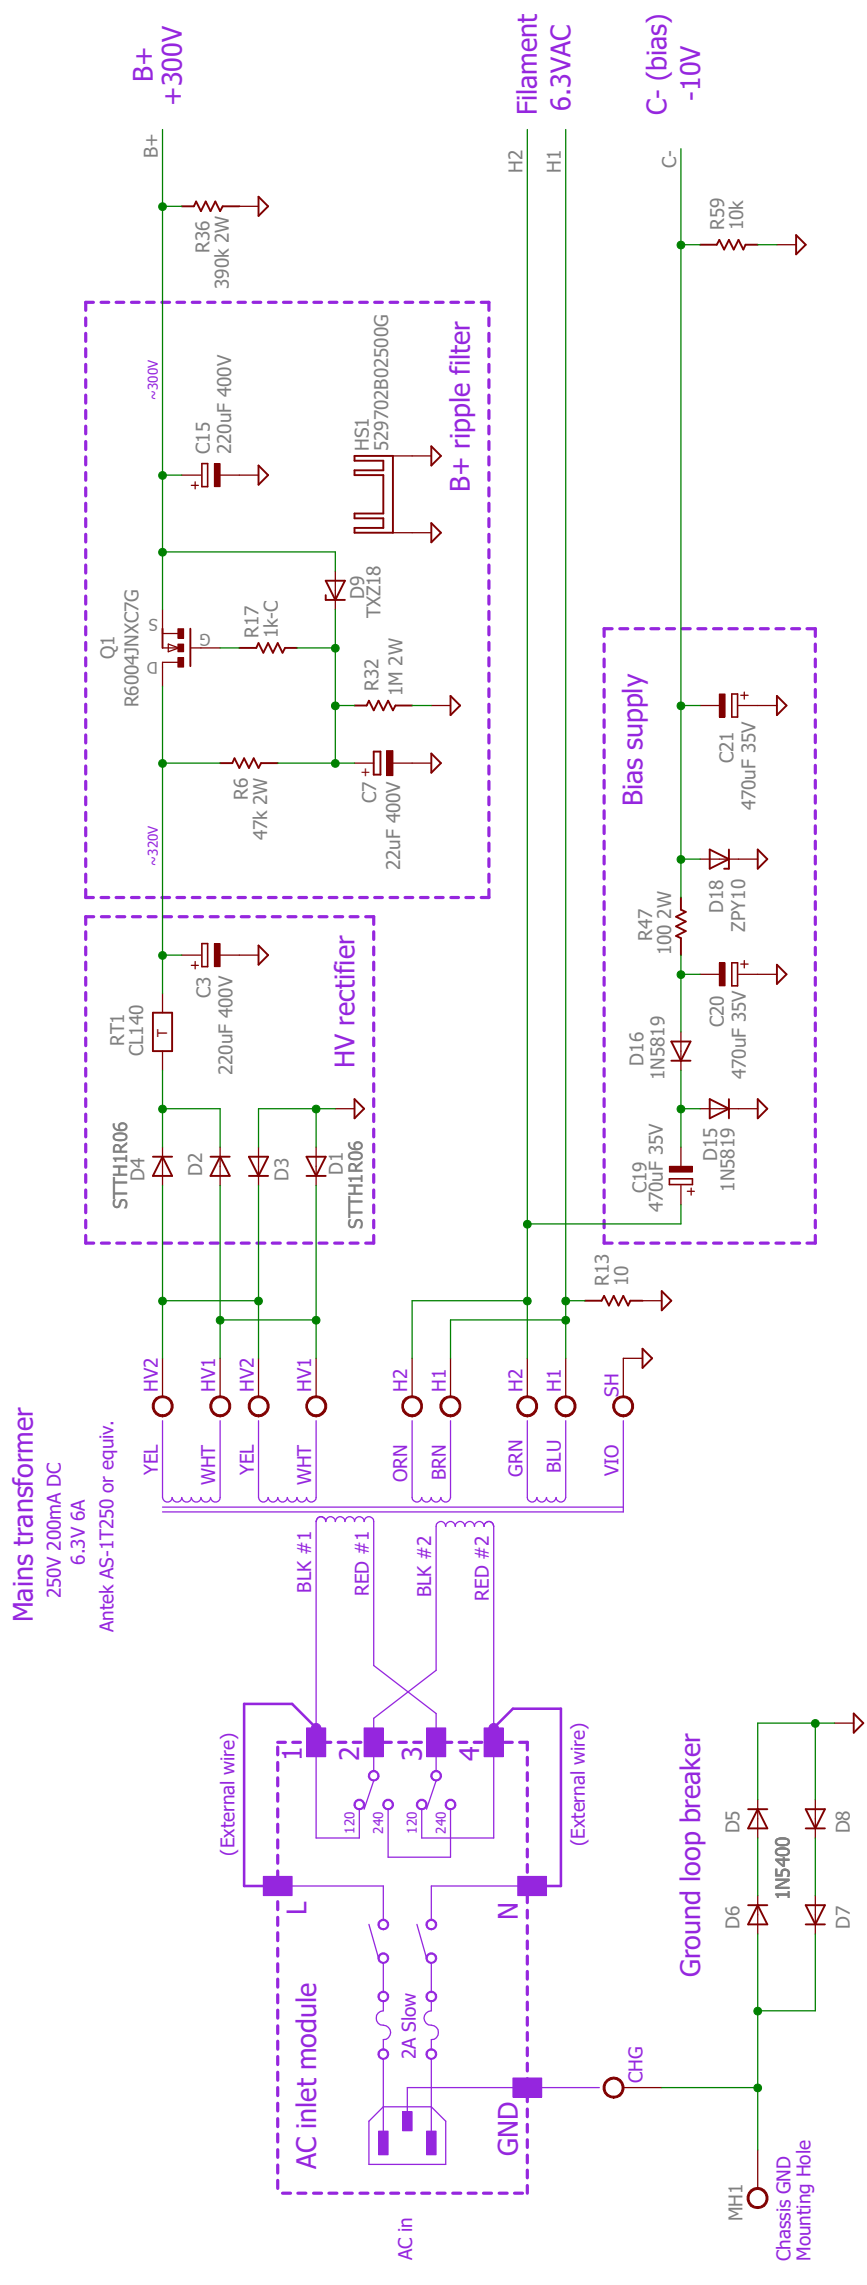 Mains transformer
250V 200mA DC
6.3V 6A
Antek AS-1T250 or equiv.
AC in
AC inlet module
2A Slow
L
N
GND
(External wire)
(External wire)
1
2
3
4
120
240
120
240
BLK #1
RED #1
BLK #2
RED #2
YEL
WHT
YEL
WHT
ORN
BRN
GRN
BLU
VIO
HV2
HV1
HV2
HV1
H2
H1
H2
H1
SH
STTH1R06
D4
D2
D3
D1
STTH1R06
RT1
CL140
T
+
C3
220uF 400V
HV rectifier
~320V
R6
47k 2W
+
C7
22uF 400V
Q1
R6004JNXC7G
D
S
G
R17
1k-C
R32
1M 2W
D9
TXZ18
+
C15
220uF 400V
HS1
529702B02500G
B+ ripple filter
~300V
R36
390k 2W
B+
B+
+300V
H2
H1
Filament
6.3VAC
R13
10
C19
470uF 35V
+
D15
1N5819
D16
1N5819
C20
470uF 35V
+
R47
100 2W
D18
ZPY10
C21
470uF 35V
+
Bias supply
R59
10k
C-
C- (bias)
-10V
CHG
MH1
Chassis GND
Mounting Hole
Ground loop breaker
D6
D5
1N5400
D7
D8